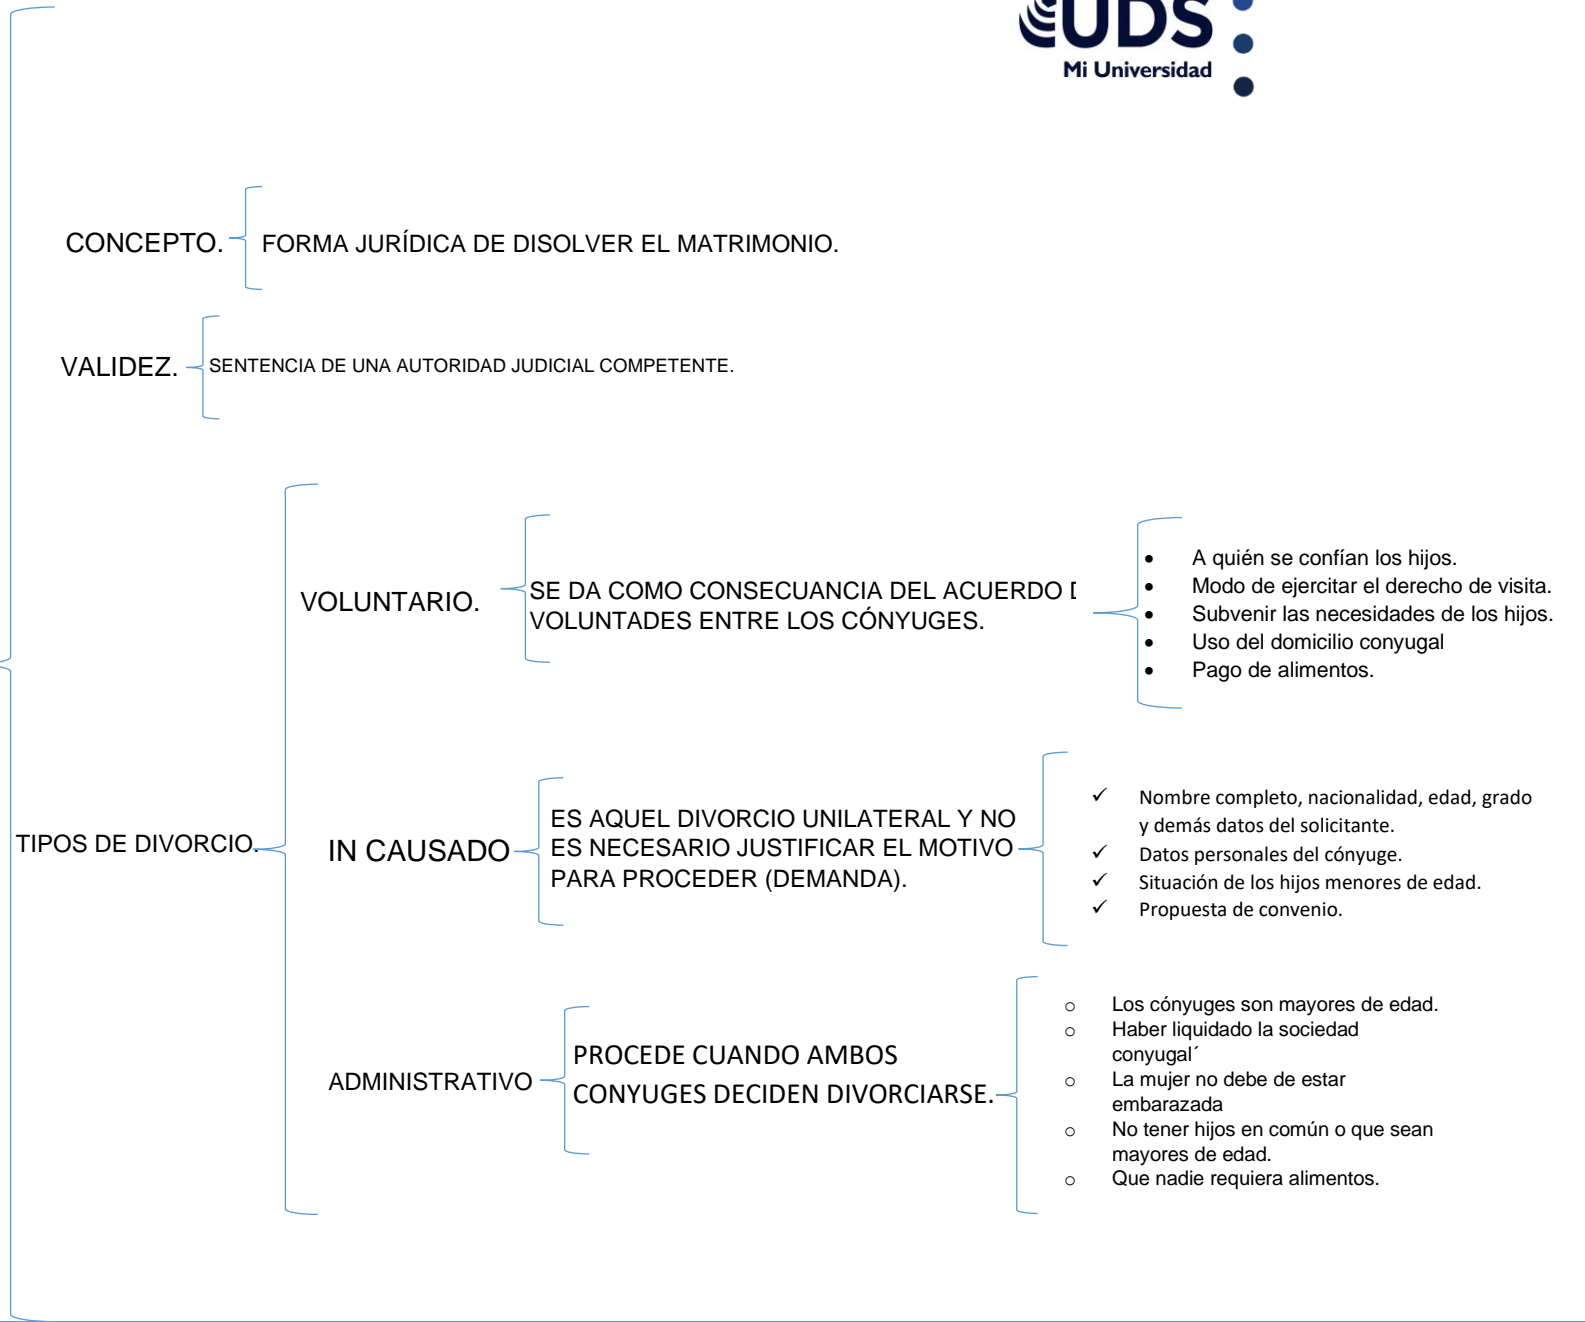 UDS
Mi Universidad
CONCEPTO.
FORMA JURÍDICA DE DISOLVER EL MATRIMONIO.
VALIDEZ.
SENTENCIA DE UNA AUTORIDAD JUDICIAL COMPETENTE.
TIPOS DE DIVORCIO.
VOLUNTARIO.
SE DA COMO CONSECUANCIA DEL ACUERDO
VOLUNTADES ENTRE LOS CÓNYUGES.
• A quién se confían los hijos.
• Modo de ejercitar el derecho de visita.
• Subvenir las necesidades de los hijos.
• Uso del domicilio conyugal
• Pago de alimentos.
IN CAUSADO
ES AQUEL DIVORCIO UNILATERAL Y NO
ES NECESARIO JUSTIFICAR EL MOTIVO
PARA PROCEDER (DEMANDA).
✓ Nombre completo, nacionalidad, edad, grado
y demás datos del solicitante.
✓ Datos personales del cónyuge.
✓ Situación de los hijos menores de edad.
✓ Propuesta de convenio.
ADMINISTRATIVO
PROCEDE CUANDO AMBOS
CONYUGES DECIDEN DIVORCIARSE.
o Los cónyuges son mayores de edad.
o Haber liquidado la sociedad
conyugal´
o La mujer no debe de estar
embarazada
o No tener hijos en común o que sean
mayores de edad.
o Que nadie requiera alimentos.